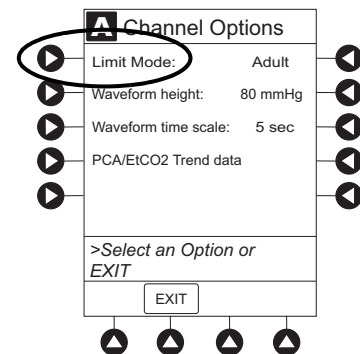 A Channel Options
Limit Mode: Adult
Waveform height: 80 mmHg
Waveform time scale: 5 sec
PCA/EtCO2 Trend data
>Select an Option or
EXIT
EXIT